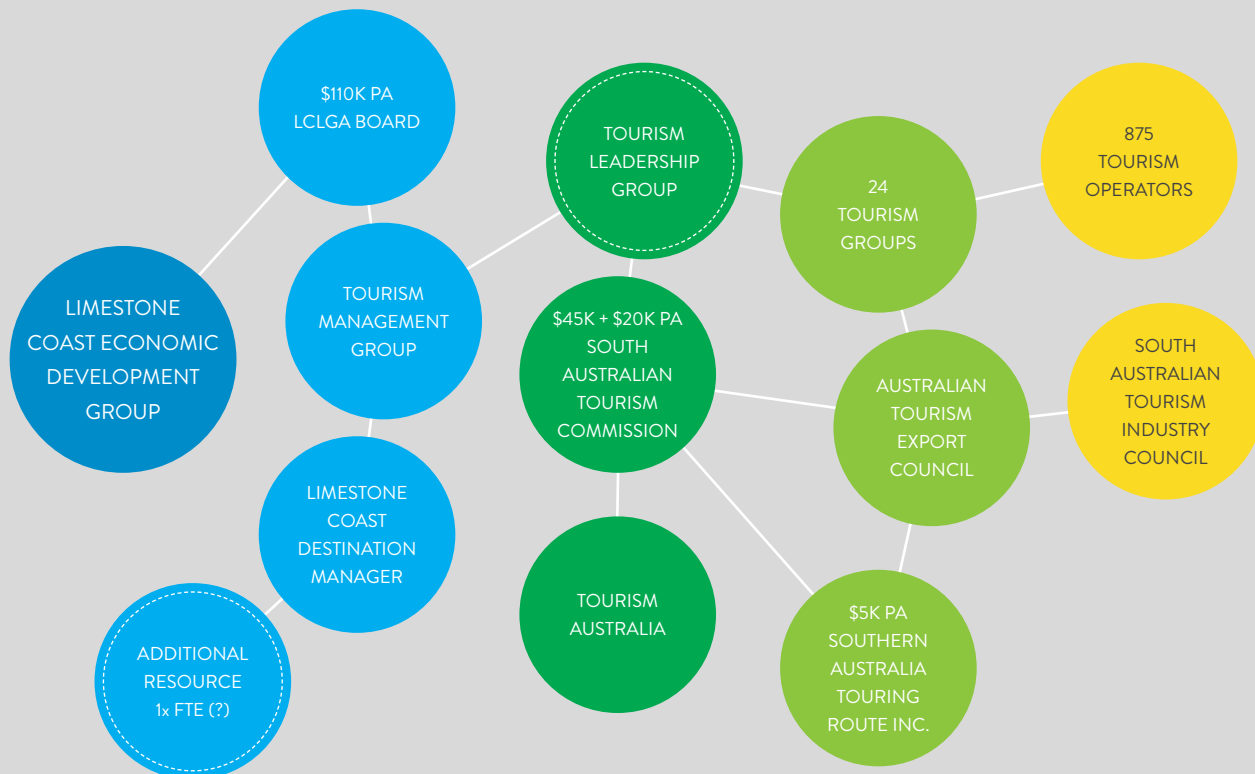 $110K PA
LCLGA BOARD
TOURISM
LEADERSHIP
GROUP
24
TOURISM
GROUPS
875
TOURISM
OPERATORS
LIMESTONE
COAST ECONOMIC
DEVELOPMENT
GROUP
TOURISM
MANAGEMENT
GROUP
$45K + $20K PA
SOUTH
AUSTRALIAN
TOURISM
COMMISSION
AUSTRALIAN
TOURISM
EXPORT
COUNCIL
SOUTH
AUSTRALIAN
TOURISM
INDUSTRY
COUNCIL
LIMESTONE
COAST
DESTINATION
MANAGER
TOURISM
AUSTRALIA
$5K PA
SOUTHERN
AUSTRALIA
TOURING
ROUTE INC.
ADDITIONAL
RESOURCE
1x FTE (?)